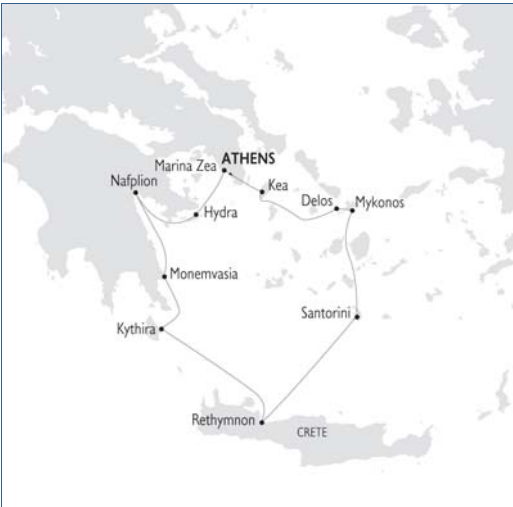 ATHENS
Marina Zea
Nafplion
Kea
Delos
Mykonos
Hydra
Monemvasia
Santorini
Kythira
Rethymnon
CRETE